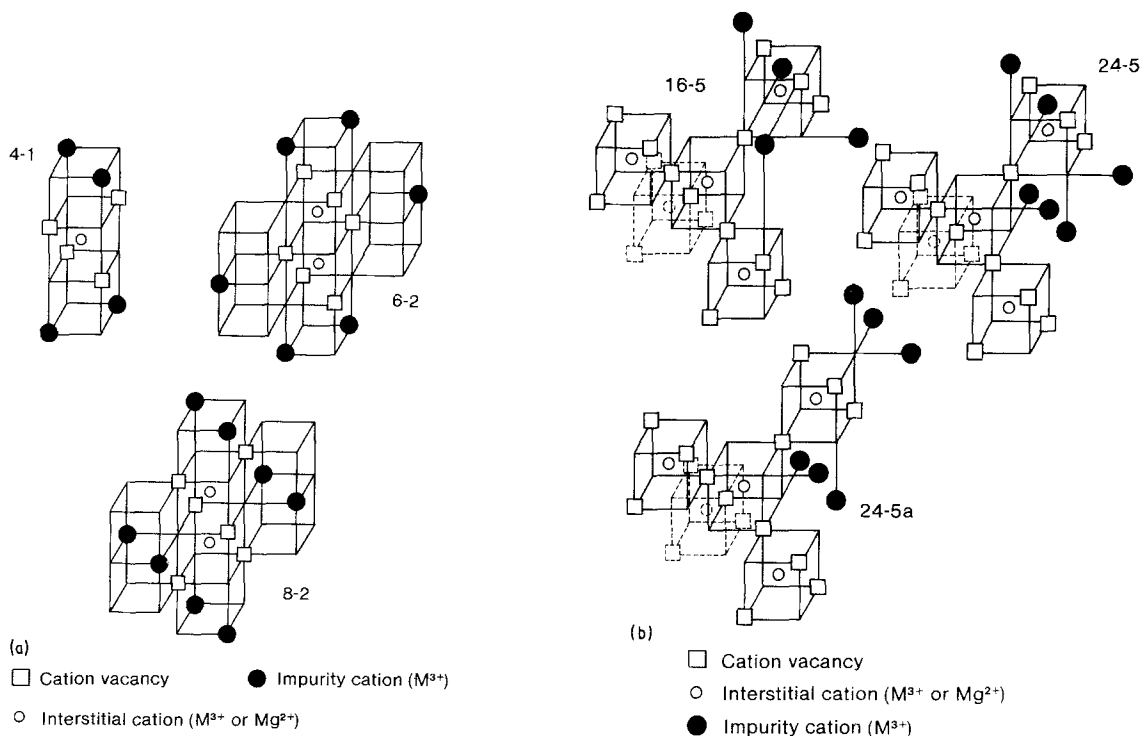 4-1
6-2
8-2
(a)
Cation vacancy
Impurity cation (M³⁺)
Interstitial cation (M³⁺ or Mg²⁺)
16-5
24-5
24-5a
(b)
Cation vacancy
Interstitial cation (M³⁺ or Mg²⁺)
Impurity cation (M³⁺)